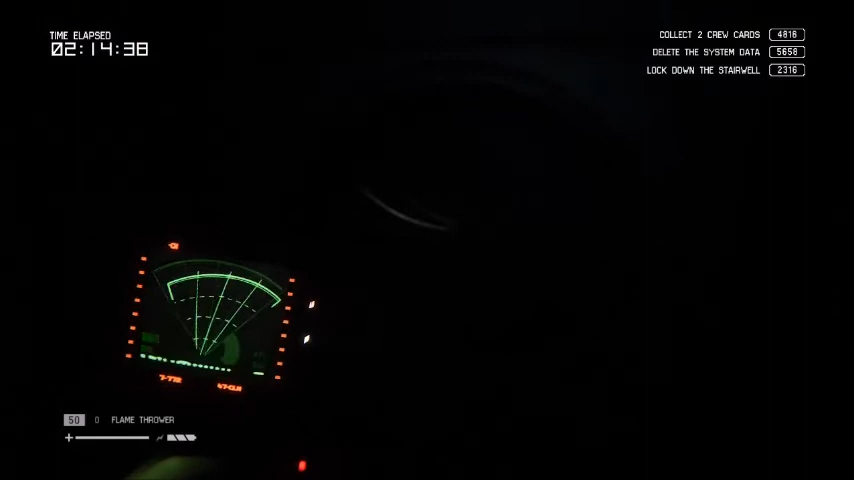 TIME ELAPSED
02:14:38
COLLECT 2 CREW CARDS 4816
DELETE THE SYSTEM DATA 5658
LOCK DOWN THE STAIRWELL 2316
50 0 FLAME THROWER